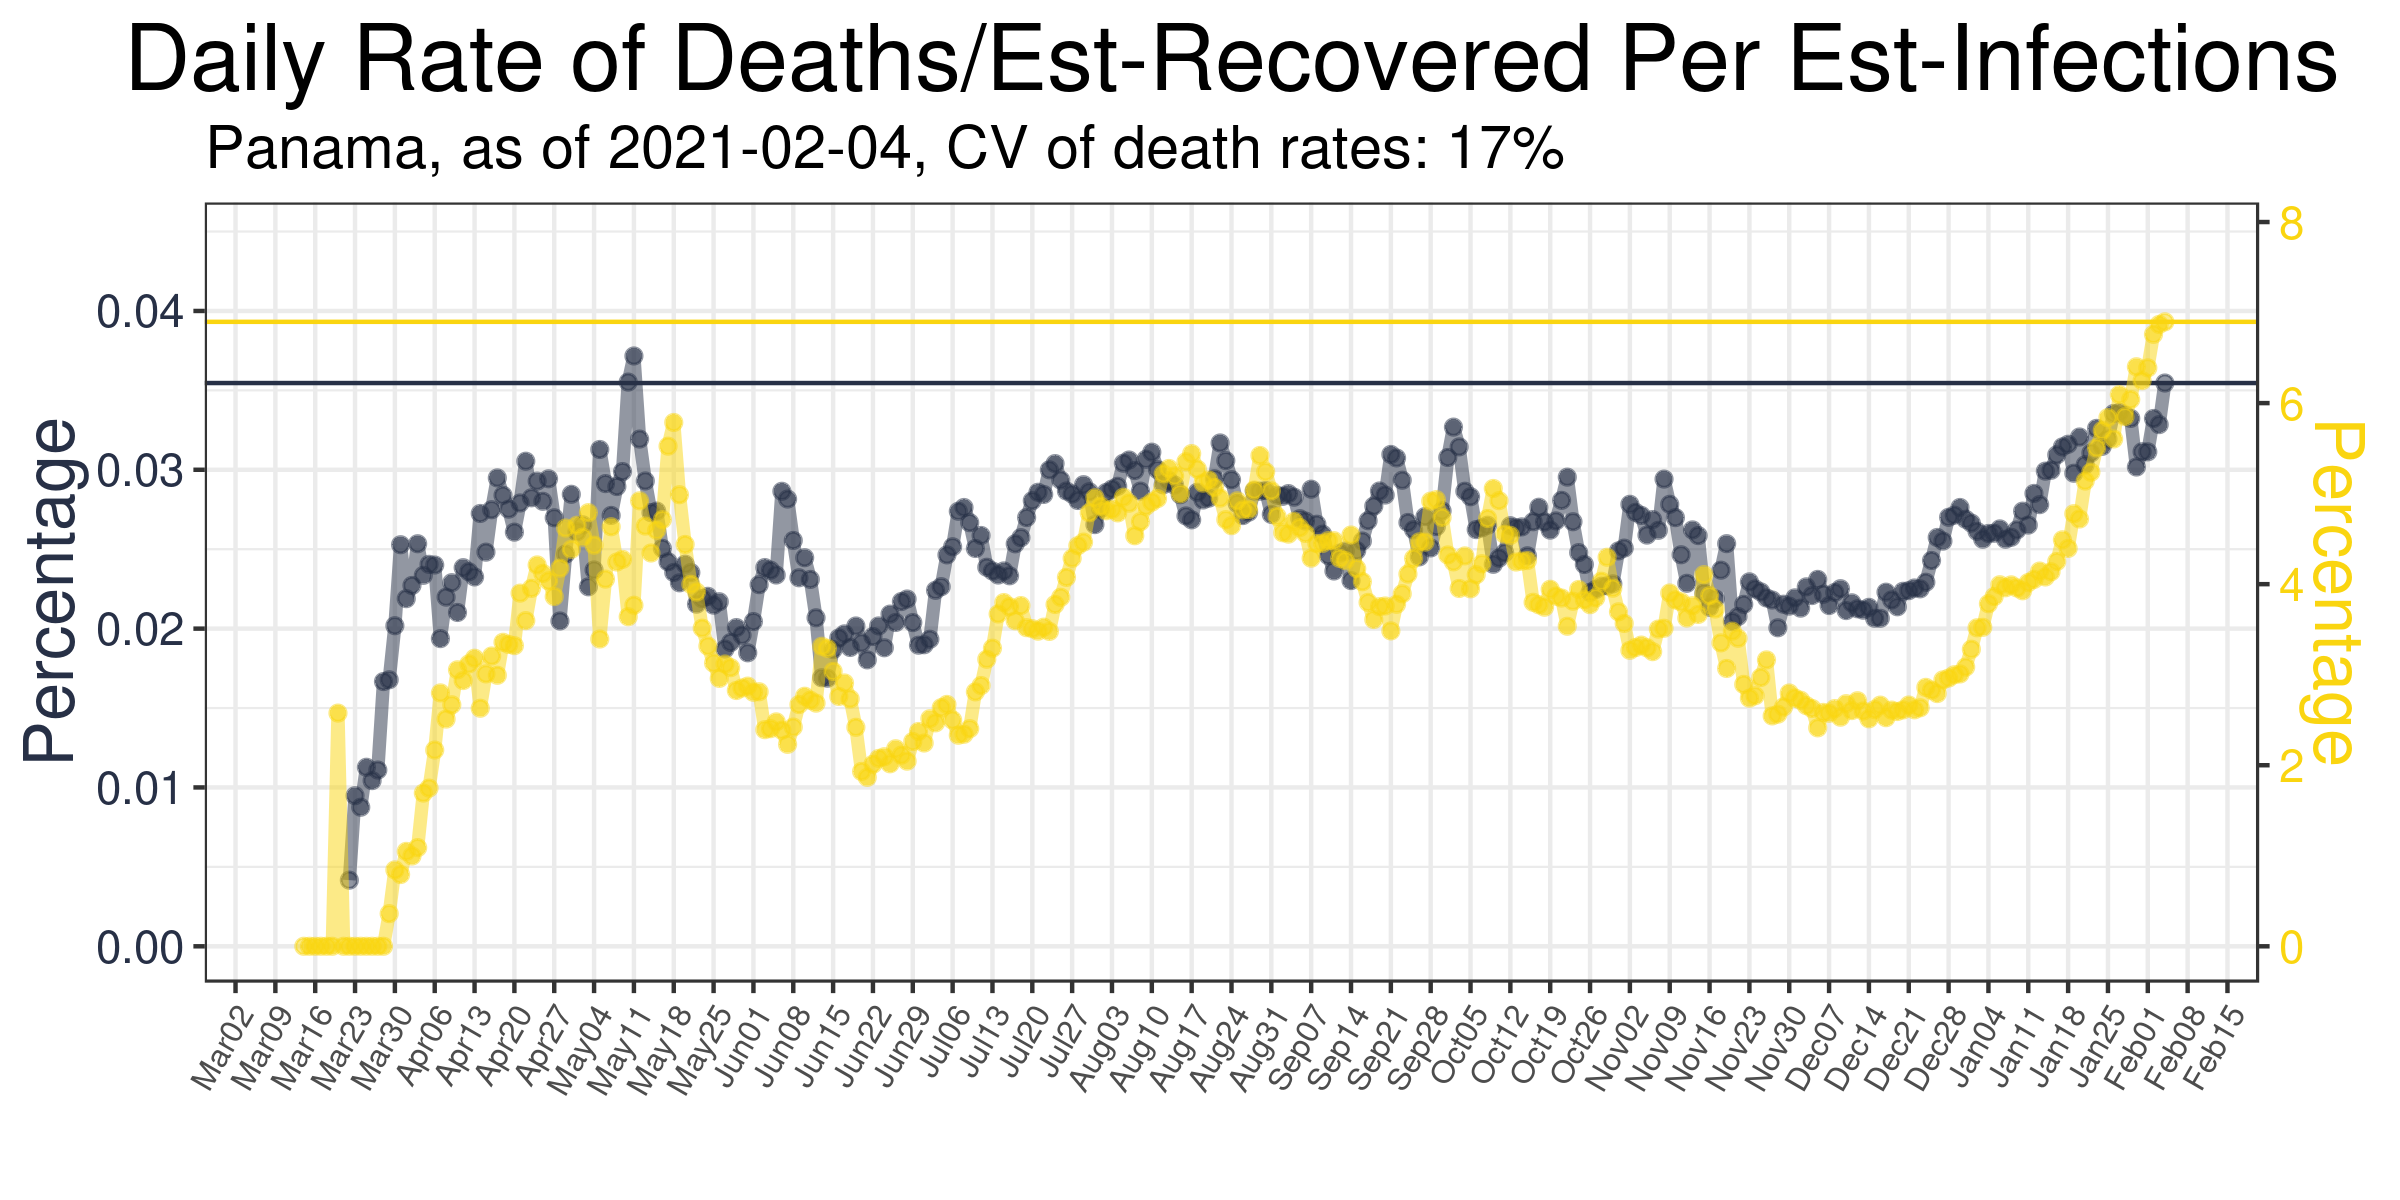 Daily Rate of Deaths/Est-Recovered Per Est-Infections
Panama, as of 2021-02-04, CV of death rates: 17%
Percentage
0.04
0.03
0.02
0.01
0.00
8
6
4
2
0
Percentage
Mar02 Mar09 Mar16 Mar23 Mar30 Apr06 Apr13 Apr20 Apr27 May04 May11 May18 May25 Jun01 Jun08 Jun15 Jun22 Jun29 Jul06 Jul13 Jul20 Jul27 Aug03 Aug10 Aug17 Aug24 Aug31 Sep07 Sep14 Sep21 Sep28 Oct05 Oct12 Oct19 Oct26 Nov02 Nov09 Nov16 Nov23 Nov30 Dec07 Dec14 Dec21 Dec28 Jan04 Jan11 Jan18 Jan25 Feb01 Feb08 Feb15